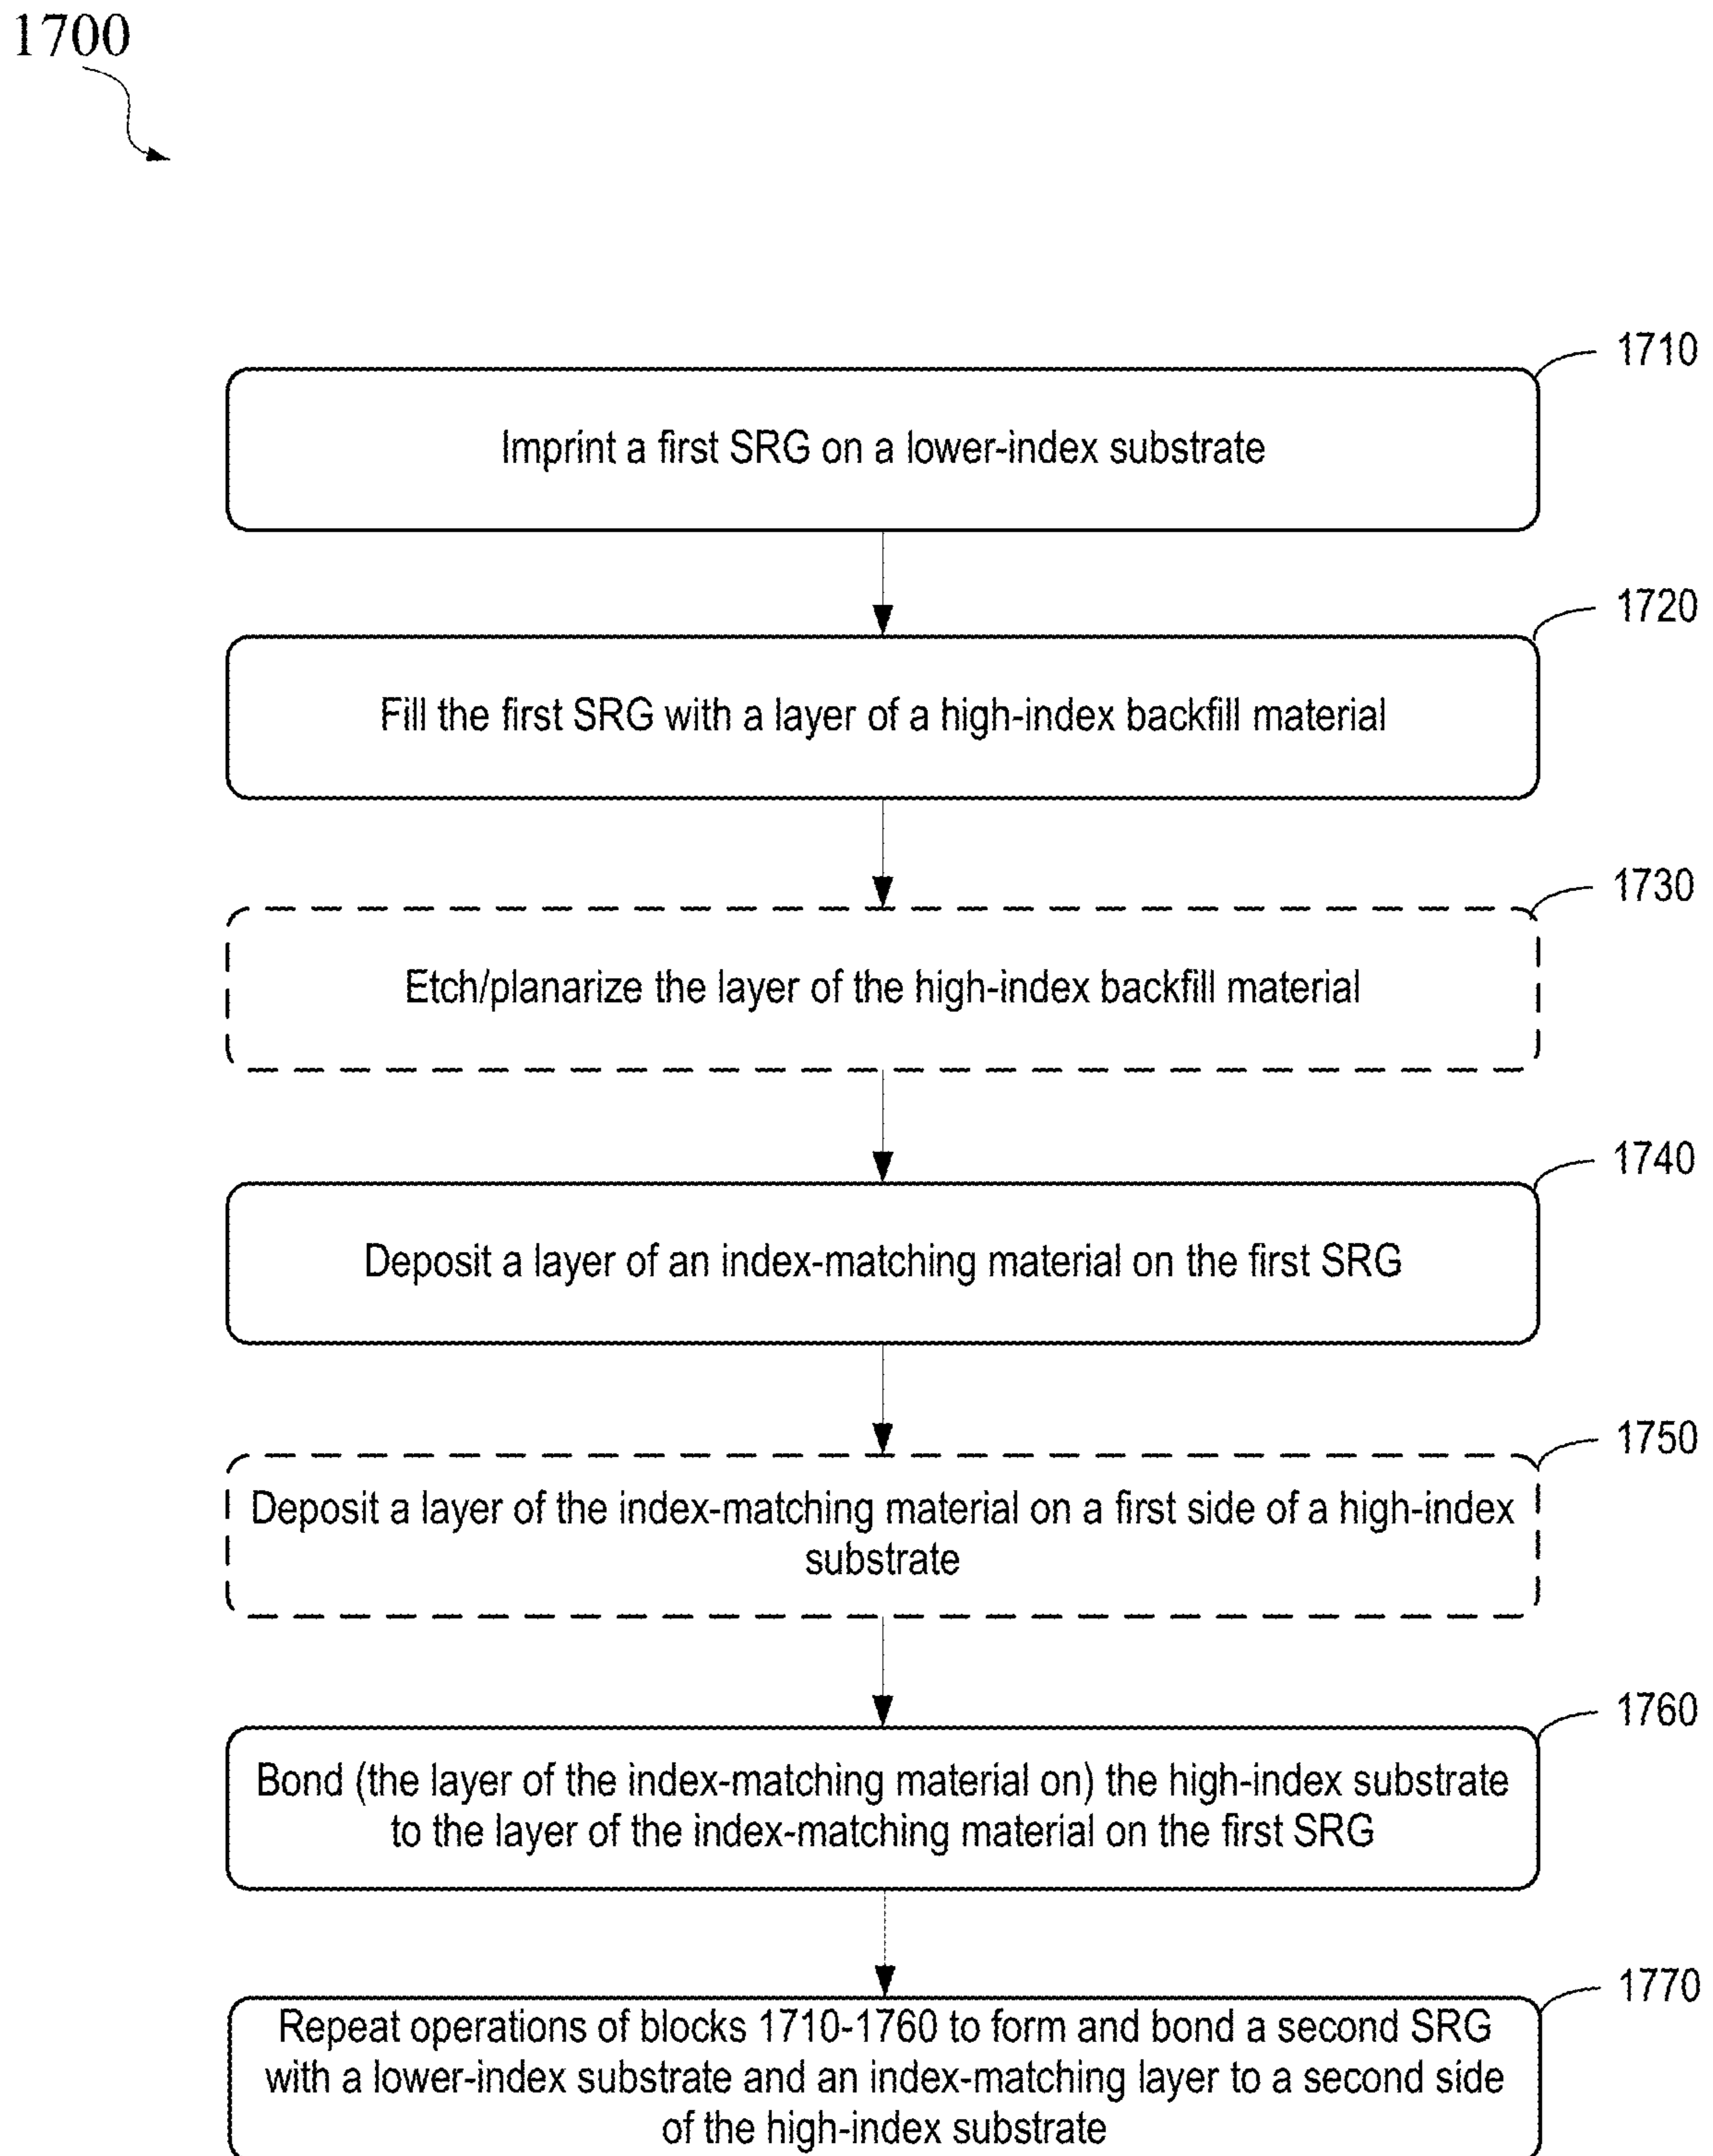 1700
1710
Imprint a first SRG on a lower-index substrate
1720
Fill the first SRG with a layer of a high-index backfill material
1730
Etch/planarize the layer of the high-index backfill material
1740
Deposit a layer of an index-matching material on the first SRG
1750
Deposit a layer of the index-matching material on a first side of a high-index
substrate
1760
Bond (the layer of the index-matching material on) the high-index substrate
to the layer of the index-matching material on the first SRG
1770
Repeat operations of blocks 1710-1760 to form and bond a second SRG
with a lower-index substrate and an index-matching layer to a second side
of the high-index substrate